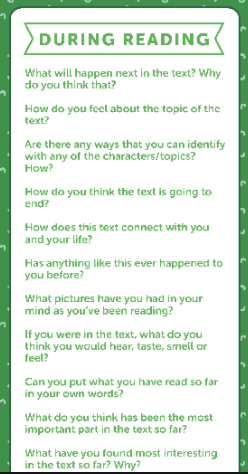 DURING READING
What will happen next in the text? Why
do you think that?
How do you feel about the topic of the
text?
Are there any ways that you can identify
with any of the characters/topics?
How?
How do you think the text is going to
end?
How does this text connect with you
and your life?
Has anything like this ever happened to
you before?
What pictures have you had in your
mind as you've been reading?
If you were in the text, what do you
think you would hear, taste, smell or
feel?
Can you put what you have read so far
in your own words?
What do you think has been the most
important part in the text so far?
What have you found most interesting
in the text so far? Why?